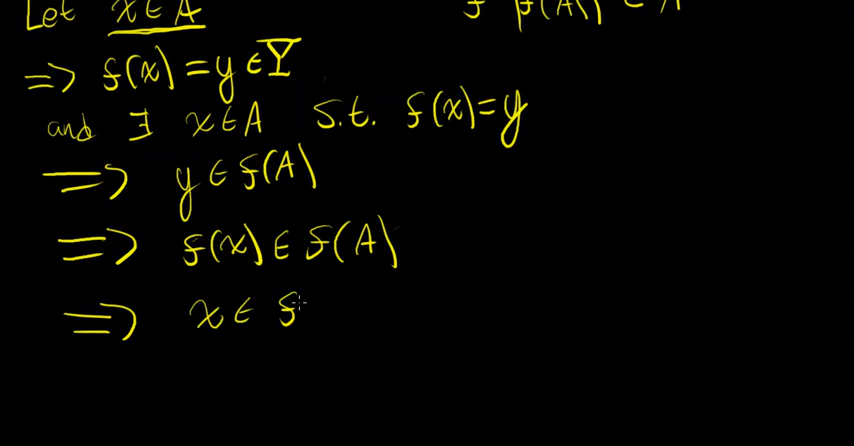 Let x ∈ A
=> f(x) = y ∈ Y
and ∃ x ∈ A s.t. f(x) = y
=> y ∈ f(A)
=> f(x) ∈ f(A)
=> x ∈ f